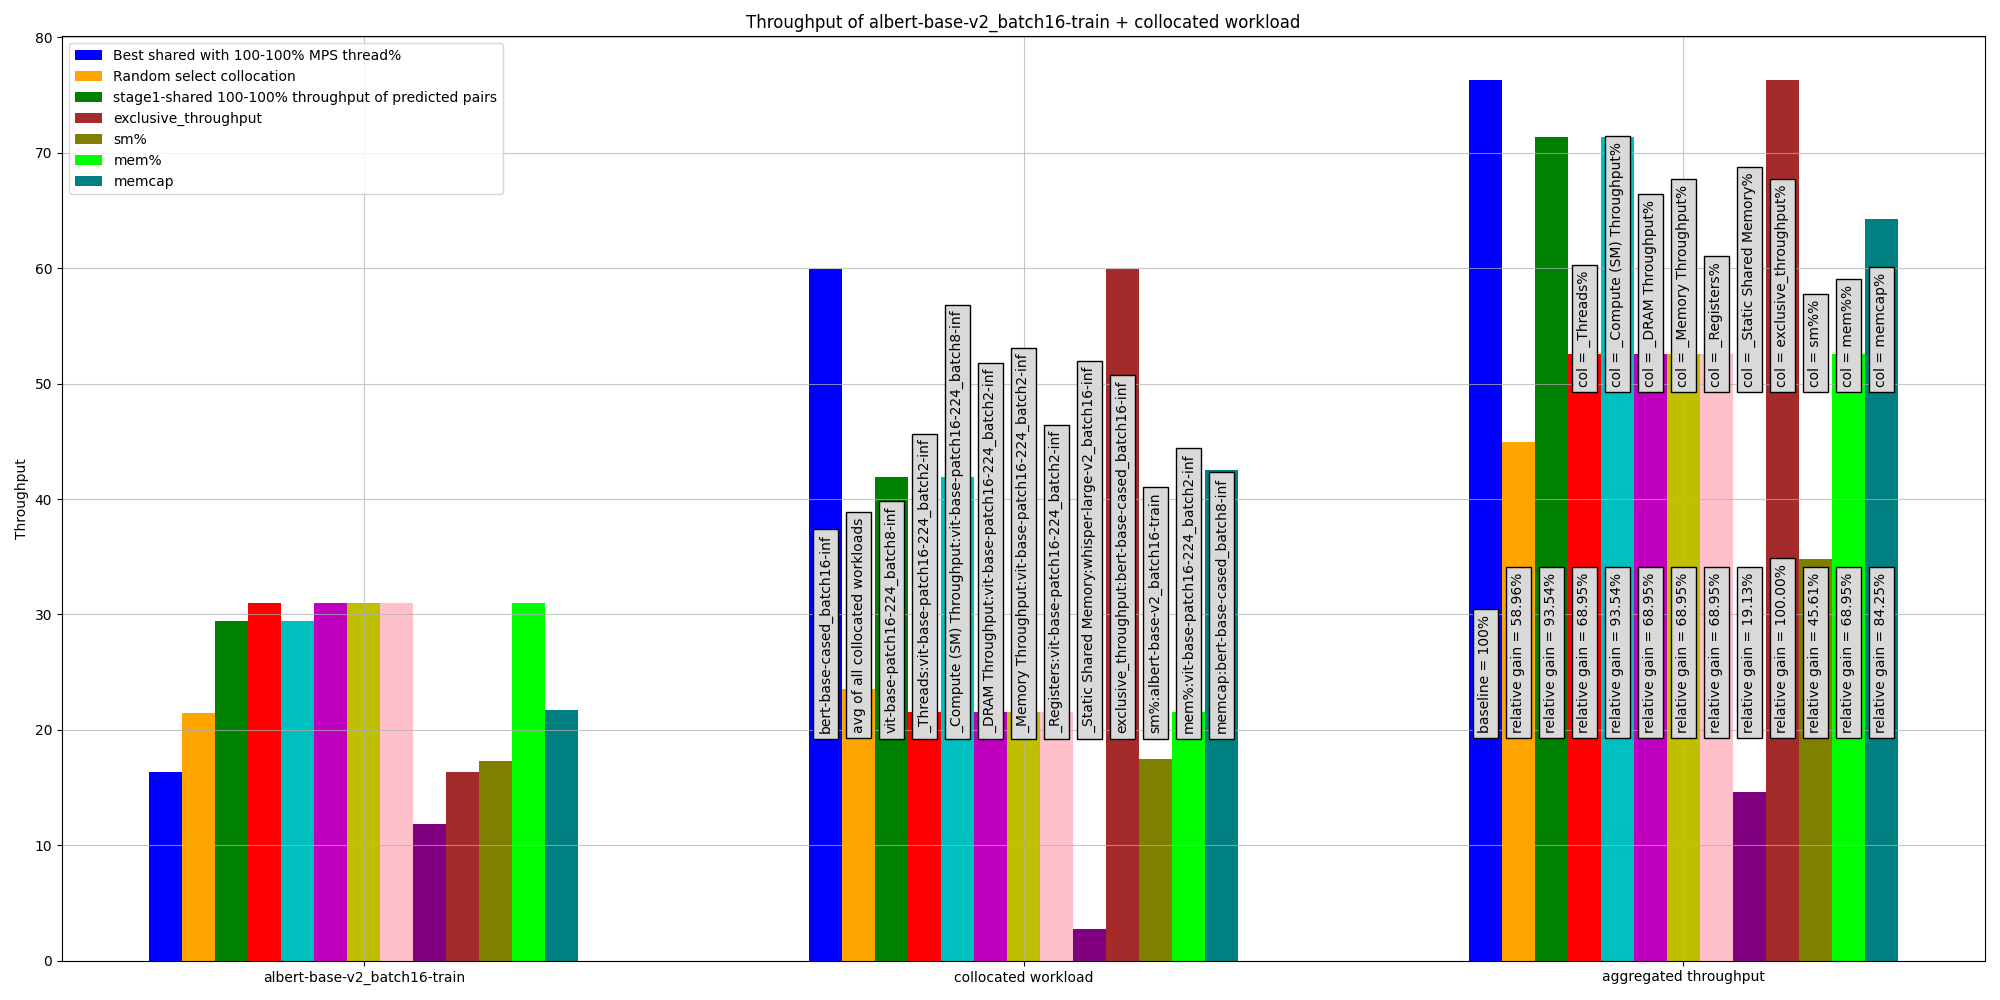 Throughput of albert-base-v2_batch16-train + collocated workload
Best shared with 100-100% MPS thread%
Random select collocation
stage1-shared 100-100% throughput of predicted pairs
exclusive_throughput
sm%
mem%
memcap
Throughput
80
70
60
50
40
30
20
10
0
bert-base-cased_batch16-inf
avg of all collocated workloads
vit-base-patch16-224_batch8-inf
_Threads:vit-base-patch16-224_batch2-inf
_Compute (SM) Throughput:vit-base-patch16-224_batch8-inf
_DRAM Throughput:vit-base-patch16-224_batch2-inf
_Memory Throughput:vit-base-patch16-224_batch2-inf
_Registers:vit-base-patch16-224_batch2-inf
_Static Shared Memory:whisper-large-v2_batch16-inf
exclusive_throughput:bert-base-cased_batch16-inf
sm%:albert-base-v2_batch16-train
mem%:vit-base-patch16-224_batch2-inf
memcap:bert-base-cased_batch8-inf
col = _Threads%
col = _Compute (SM) Throughput%
col = _DRAM Throughput%
col = _Memory Throughput%
col = _Registers%
col = _Static Shared Memory%
col = exclusive_throughput%
col = sm%%
col = mem%%
col = memcap%
baseline = 100%
relative gain = 58.96%
relative gain = 93.54%
relative gain = 68.95%
relative gain = 93.54%
relative gain = 68.95%
relative gain = 68.95%
relative gain = 68.95%
relative gain = 19.13%
relative gain = 100.00%
relative gain = 45.61%
relative gain = 68.95%
relative gain = 84.25%
albert-base-v2_batch16-train
collocated workload
aggregated throughput